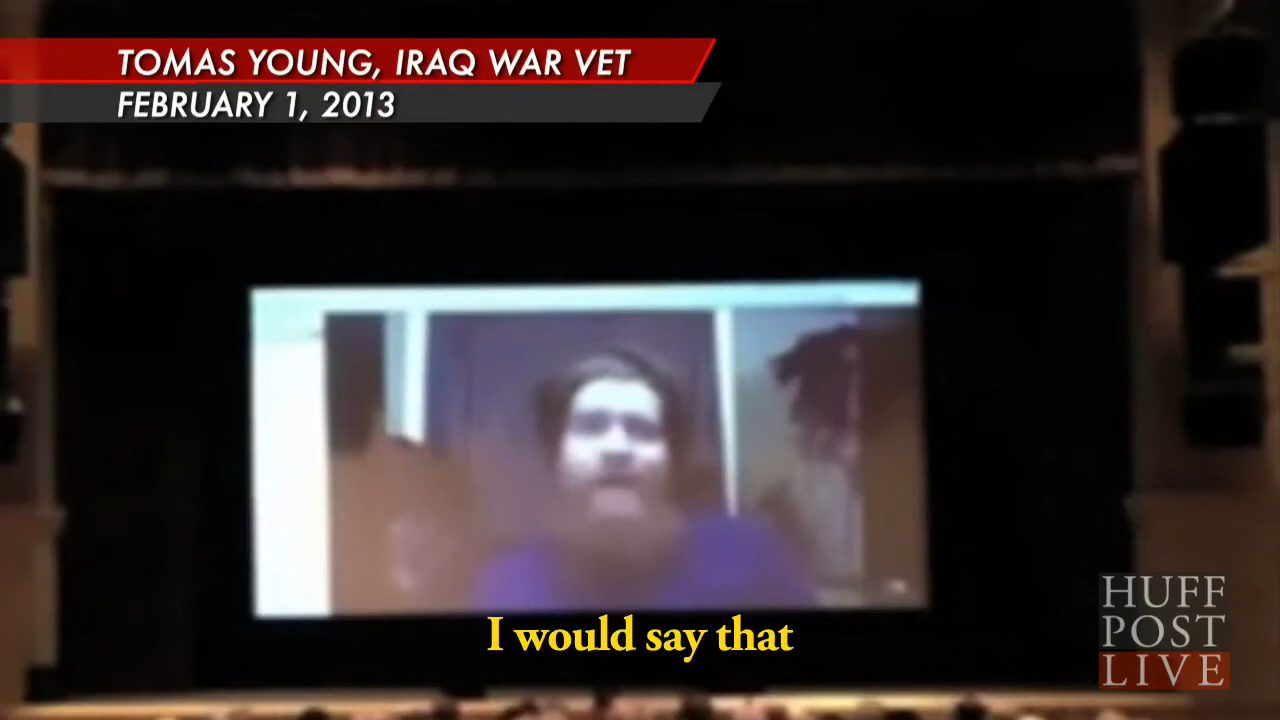 TOMAS YOUNG, IRAQ WAR VET
FEBRUARY 1, 2013
I would say that
HUFF
POST
LIVE